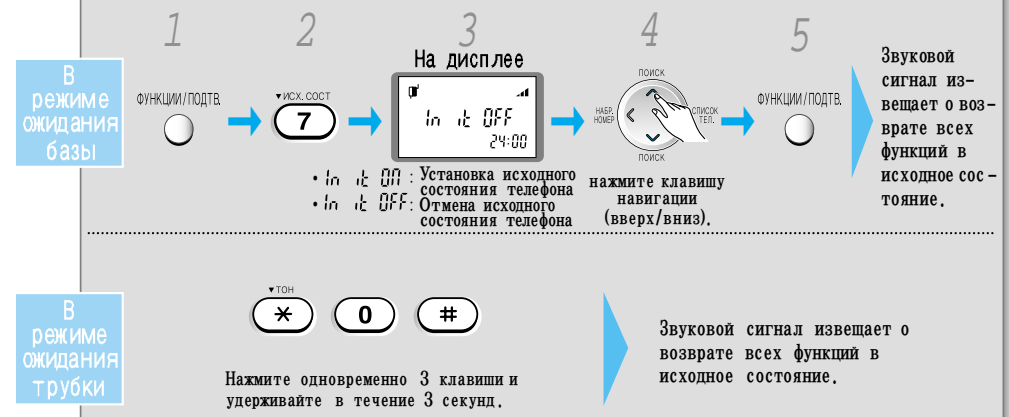 1
2
3
4
5
В
режиме
ожидания
базы
ФУНКЦИИ/ПОДТВ.
▼ИСХ. СОСТ
7
На дисплее
In it OFF
24:00
• In it ON : Установка исходного
состояния телефона
• In it OFF: Отмена исходного
состояния телефона
ПОИСК
НАБР.
НОМЕР
СПИСОК
ТЕЛ.
ПОИСК
нажмите клавишу
навигации
(вверх/вниз).
ФУНКЦИИ/ПОДТВ.
Звуковой
сигнал из-
вещает о воз-
врате всех
функций в
исходное сос-
тояние.
В
режиме
ожидания
трубки
▼ТОН
* 0 #
Нажмите одновременно 3 клавиши и
удерживайте в течение 3 секунд.
Звуковой сигнал извещает о
возврате всех функций в
исходное состояние.